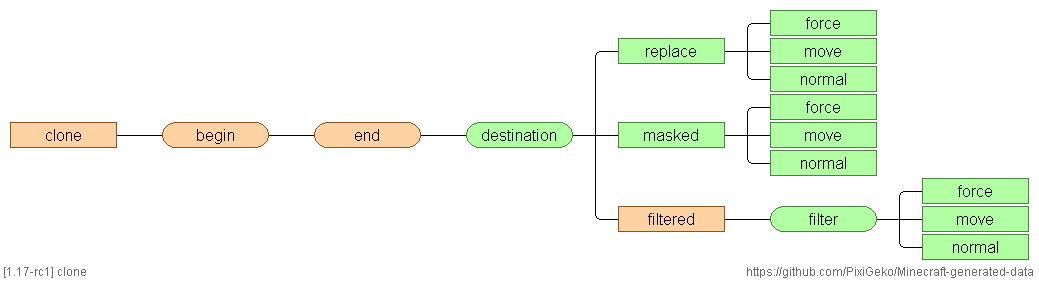 clone
begin
end
destination
replace
force
move
normal
masked
force
move
normal
filtered
filter
force
move
normal
[1.17-rc1] clone
https://github.com/PixiGeko/Minecraft-generated-data